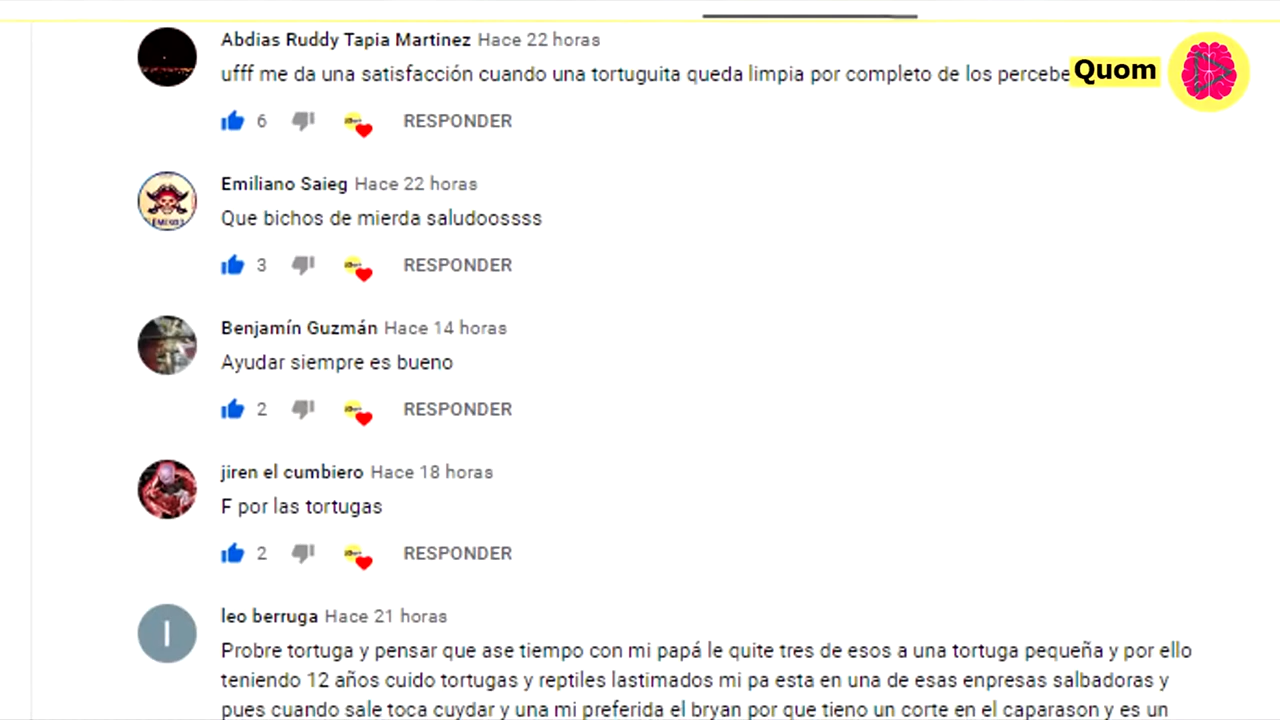 Abdias Ruddy Tapia Martinez Hace 22 horas
ufff me da una satisfacción cuando una tortuguita queda limpia por completo de los percebe
Quom
6 RESPONDER
Emiliano Saieg Hace 22 horas
Que bichos de mierda saludoossss
3 RESPONDER
Benjamín Guzmán Hace 14 horas
Ayudar siempre es bueno
2 RESPONDER
jiren el cumbiero Hace 18 horas
F por las tortugas
2 RESPONDER
l
leo berruga Hace 21 horas
Probre tortuga y pensar que ase tiempo con mi papá le quite tres de esos a una tortuga pequeña y por ello
teniendo 12 años cuido tortugas y reptiles lastimados mi pa esta en una de esas enpresas salbadoras y
pues cuando sale toca cuydar y una mi preferida el bryan por que tieno un corte en el caparason y es un